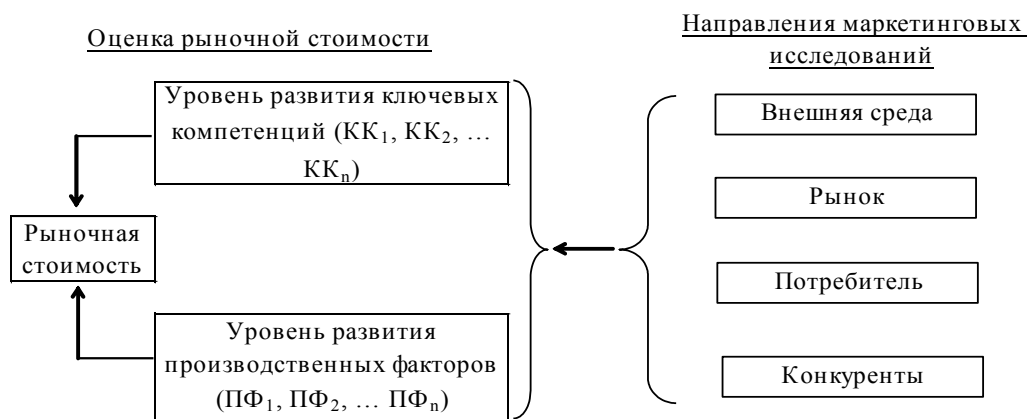 Оценка рыночной стоимости
Направления маркетинговых
исследований
Уровень развития ключевых
компетенций (КК₁, КК₂, …
ККₙ)
Рыночная
стоимость
Уровень развития
производственных факторов
(ПФ₁, ПФ₂, … ПФₙ)
Внешняя среда
Рынок
Потребитель
Конкуренты